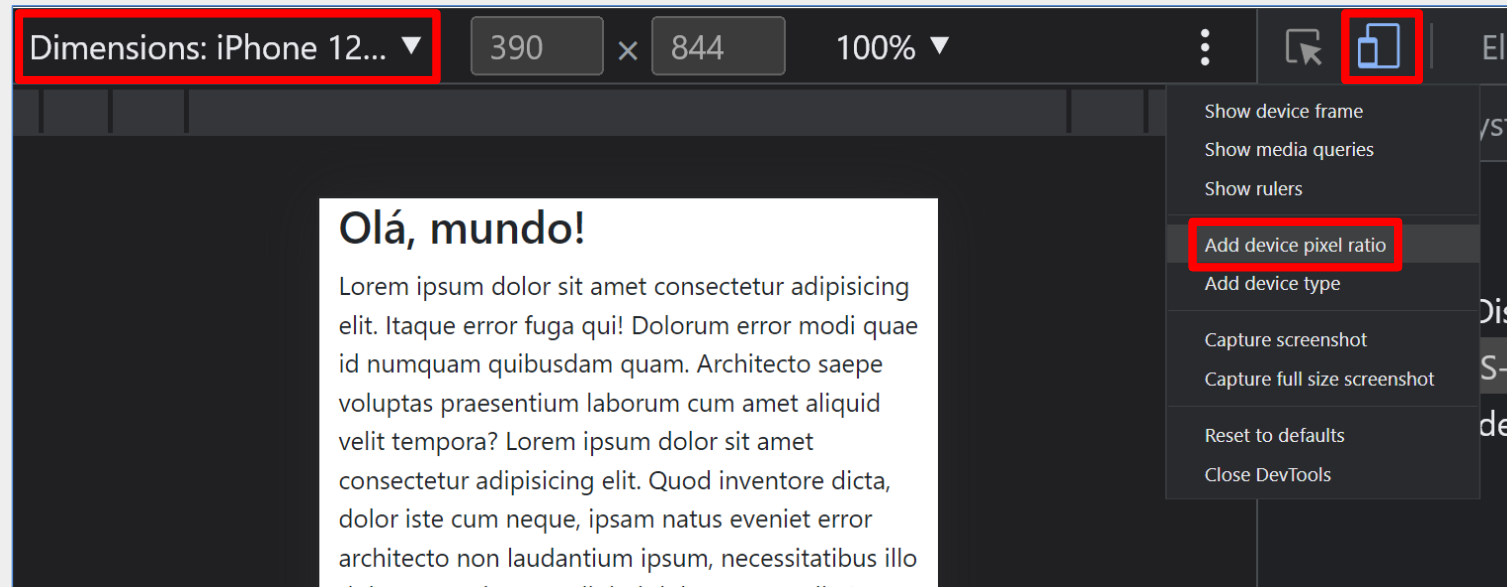 Dimensions: iPhone 12... ▼ 390 × 844 100% ▼ El
Show device frame
Show media queries
Show rulers
Add device pixel ratio
Add device type
Capture screenshot
Capture full size screenshot
Reset to defaults
Close DevTools
Olá, mundo!
Lorem ipsum dolor sit amet consectetur adipisicing
elit. Itaque error fuga qui! Dolorum error modi quae
id numquam quibusdam quam. Architecto saepe
voluptas praesentium laborum cum amet aliquid
velit tempora? Lorem ipsum dolor sit amet
consectetur adipisicing elit. Quod inventore dicta,
dolor iste cum neque, ipsam natus eveniet error
architecto non laudantium ipsum, necessitatibus illo